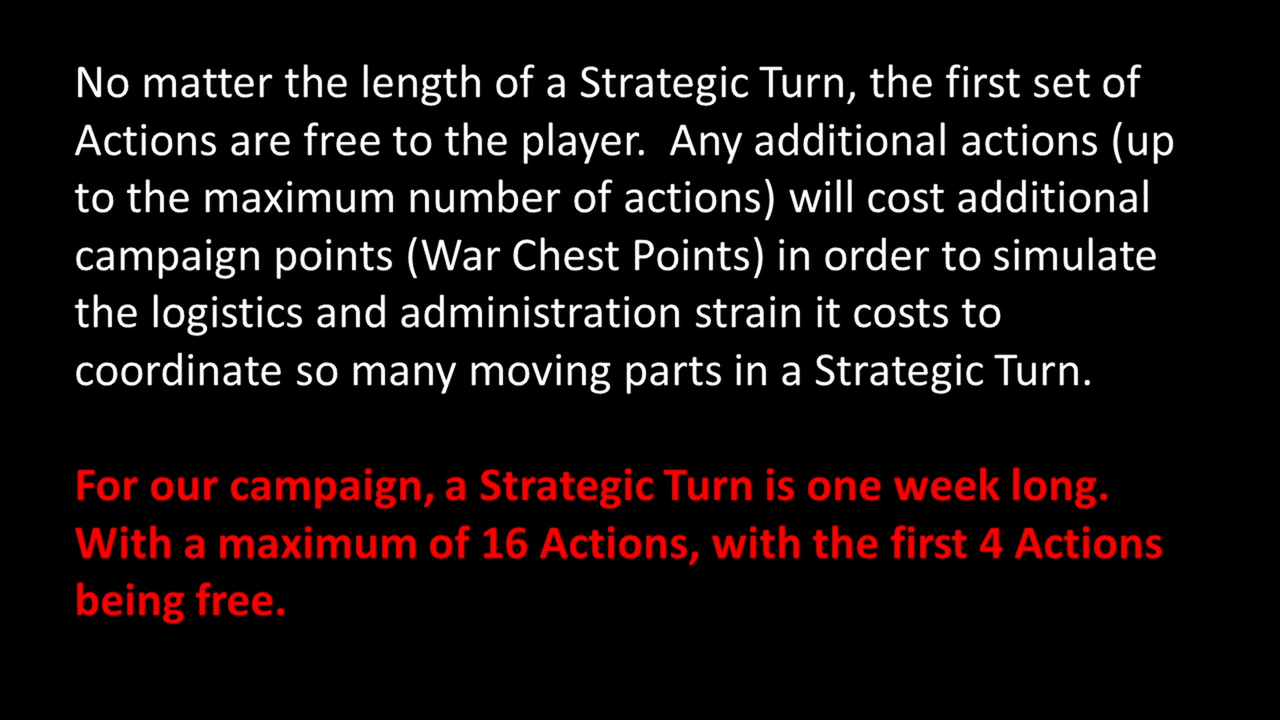 No matter the length of a Strategic Turn, the first set of
Actions are free to the player.  Any additional actions (up
to the maximum number of actions) will cost additional
campaign points (War Chest Points) in order to simulate
the logistics and administration strain it costs to
coordinate so many moving parts in a Strategic Turn.
For our campaign, a Strategic Turn is one week long.
With a maximum of 16 Actions, with the first 4 Actions
being free.